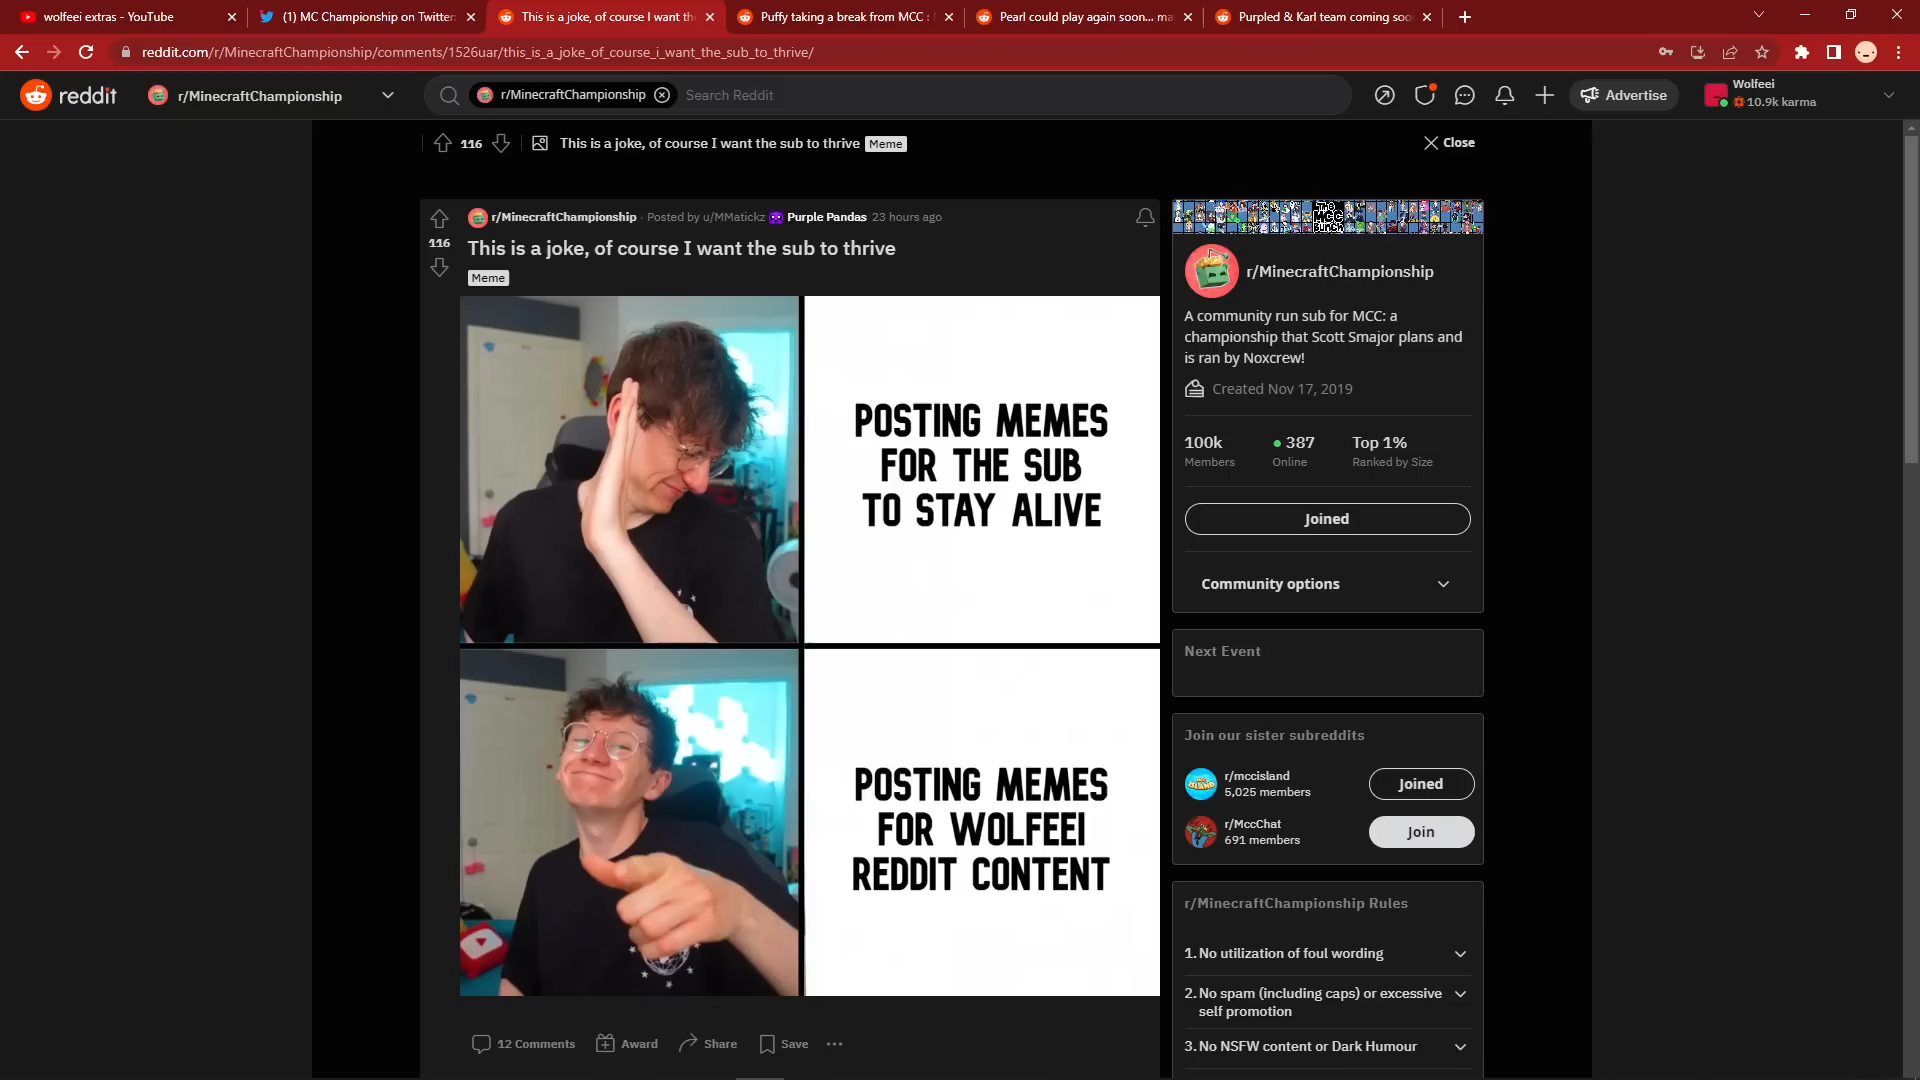 wolfeei extras - YouTube
(1) MC Championship on Twitter:
This is a joke, of course I want th
Puffy taking a break from MCC :
Pearl could play again soon... ma
Purpled & Karl team coming soo
reddit.com/r/MinecraftChampionship/comments/1526uar/this_is_a_joke_of_course_i_want_the_sub_to_thrive/
reddit
r/MinecraftChampionship
r/MinecraftChampionship
Search Reddit
Advertise
Wolfeei
10.9k karma
116
This is a joke, of course I want the sub to thrive
Meme
Close
r/MinecraftChampionship · Posted by u/MMatickz Purple Pandas 23 hours ago
116
This is a joke, of course I want the sub to thrive
Meme
POSTING MEMES
FOR THE SUB
TO STAY ALIVE
POSTING MEMES
FOR WOLFEEI
REDDIT CONTENT
12 Comments
Award
Share
Save
THE
MCC
BUNCH
r/MinecraftChampionship
A community run sub for MCC: a
championship that Scott Smajor plans and
is ran by Noxcrew!
Created Nov 17, 2019
100k
Members
387
Online
Top 1%
Ranked by Size
Joined
Community options
Next Event
Join our sister subreddits
r/mccisland
5,025 members
Joined
r/MccChat
691 members
Join
r/MinecraftChampionship Rules
1. No utilization of foul wording
2. No spam (including caps) or excessive
self promotion
3. No NSFW content or Dark Humour